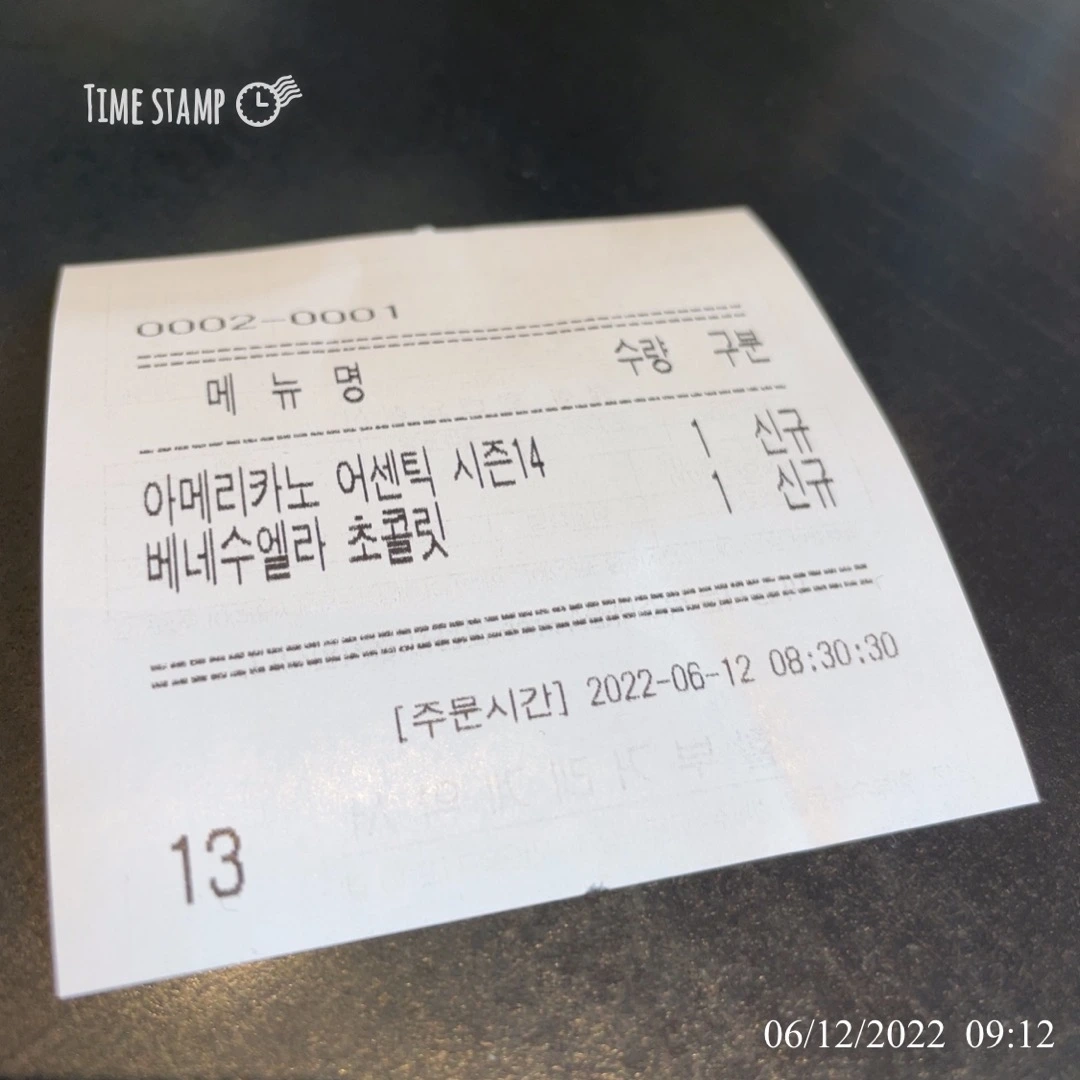 TIME STAMP
0002-0001
메 뉴 명 수량 구분
아메리카노 어센틱 시즌14 1 신규
베네수엘라 초콜릿 1 신규
[주문시간] 2022-06-12 08:30:30
13
06/12/2022 09:12